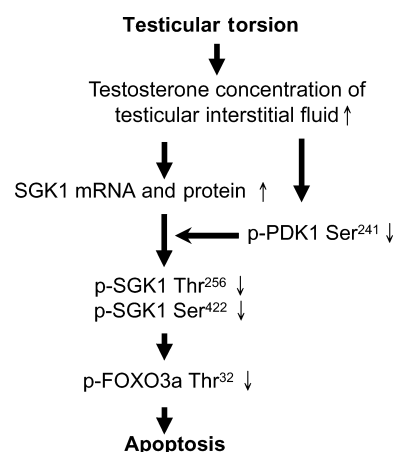 Testicular torsion
Testosterone concentration of
testicular interstitial fluid ↑
SGK1 mRNA and protein ↑
p-PDK1 Ser241 ↓
p-SGK1 Thr256 ↓
p-SGK1 Ser422 ↓
p-FOXO3a Thr32 ↓
Apoptosis